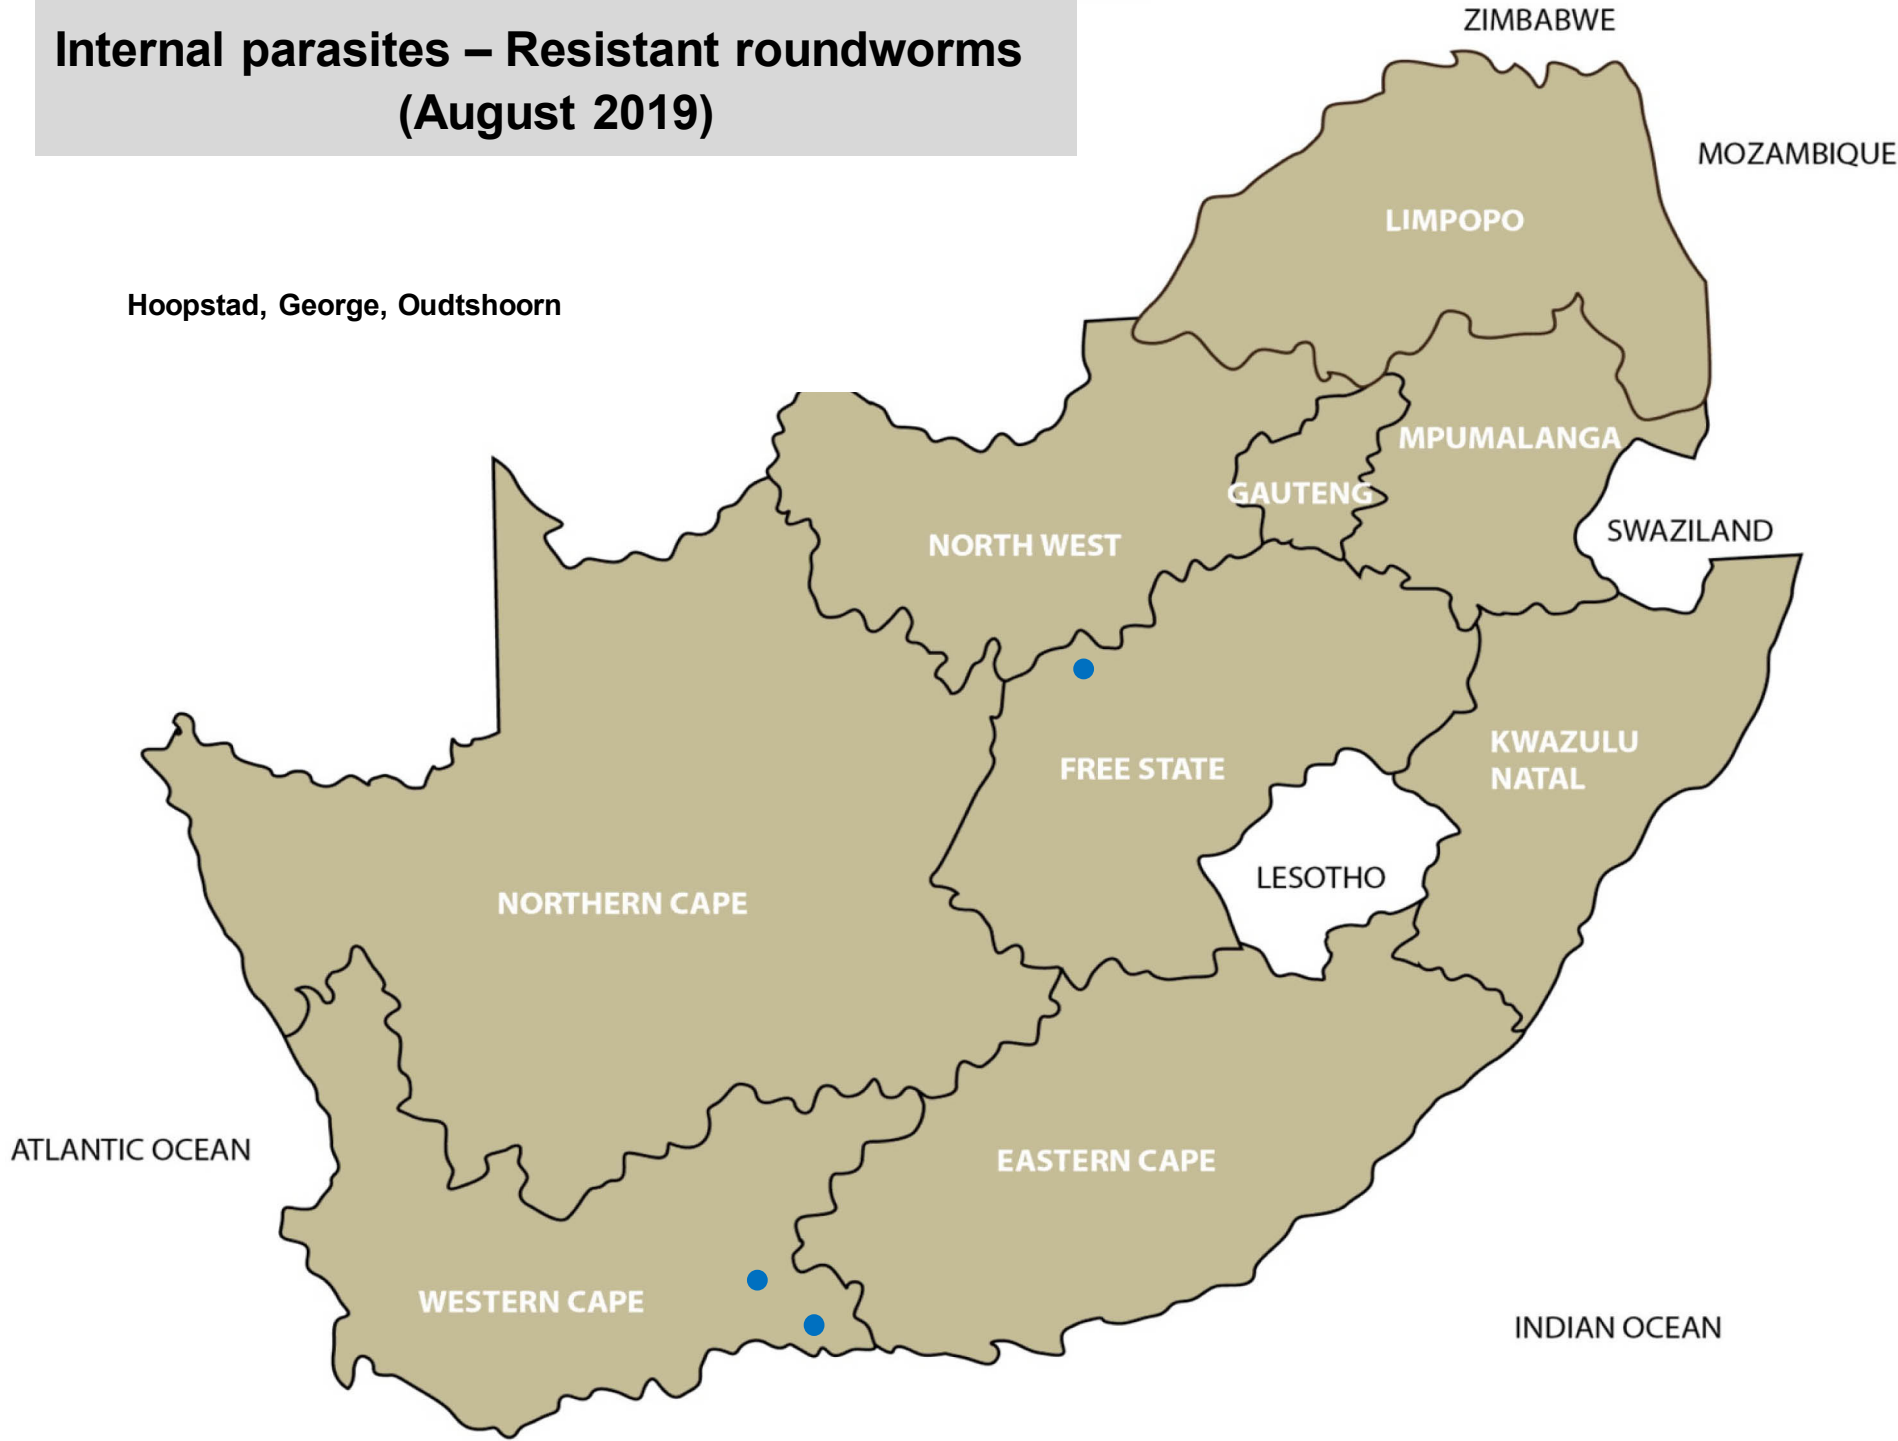 Internal parasites – Resistant roundworms
(August 2019)
ZIMBABWE
MOZAMBIQUE
LIMPOPO
Hoopstad, George, Oudtshoorn
MPUMALANGA
GAUTENG
SWAZILAND
NORTH WEST
KWAZULU
NATAL
FREE STATE
LESOTHO
NORTHERN CAPE
ATLANTIC OCEAN
EASTERN CAPE
WESTERN CAPE
INDIAN OCEAN